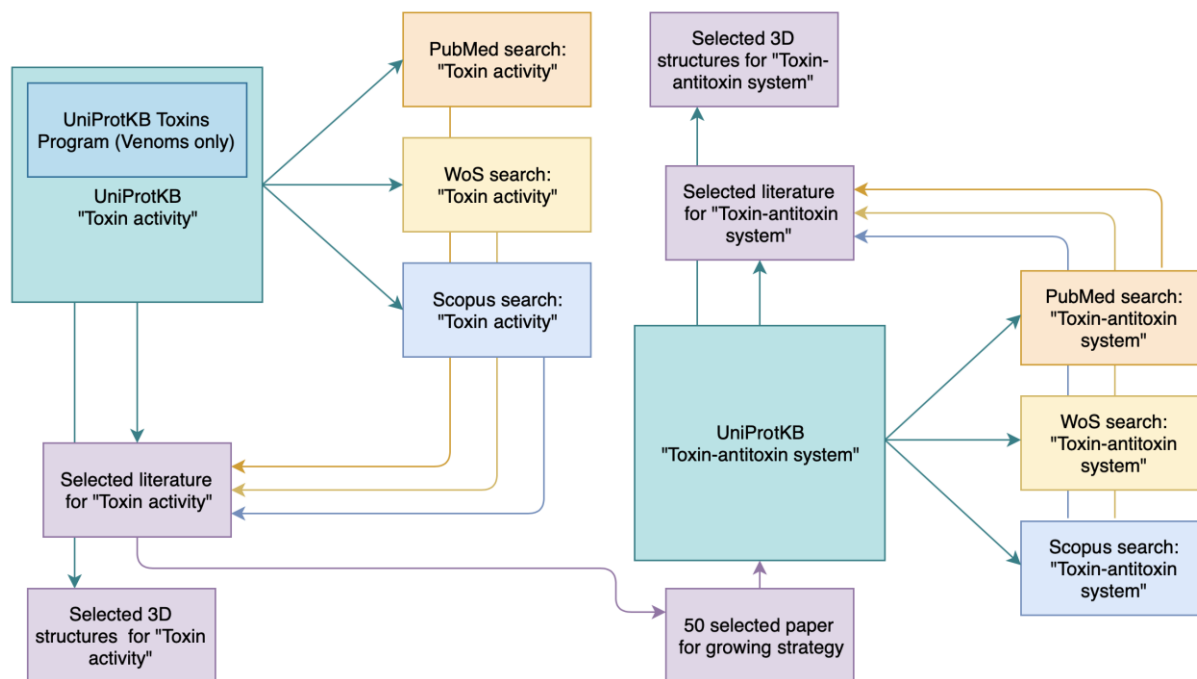 UniProtKB Toxins
Program (Venoms only)
UniProtKB
"Toxin activity"
PubMed search:
"Toxin activity"
WoS search:
"Toxin activity"
Scopus search:
"Toxin activity"
Selected literature
for "Toxin activity"
Selected 3D
structures  for "Toxin
activity"
Selected 3D
structures for "Toxin-
antitoxin system"
Selected literature
for "Toxin-antitoxin
system"
UniProtKB
"Toxin-antitoxin system"
PubMed search:
"Toxin-antitoxin
system"
WoS search:
"Toxin-antitoxin
system"
Scopus search:
"Toxin-antitoxin
system"
50 selected paper
for growing strategy